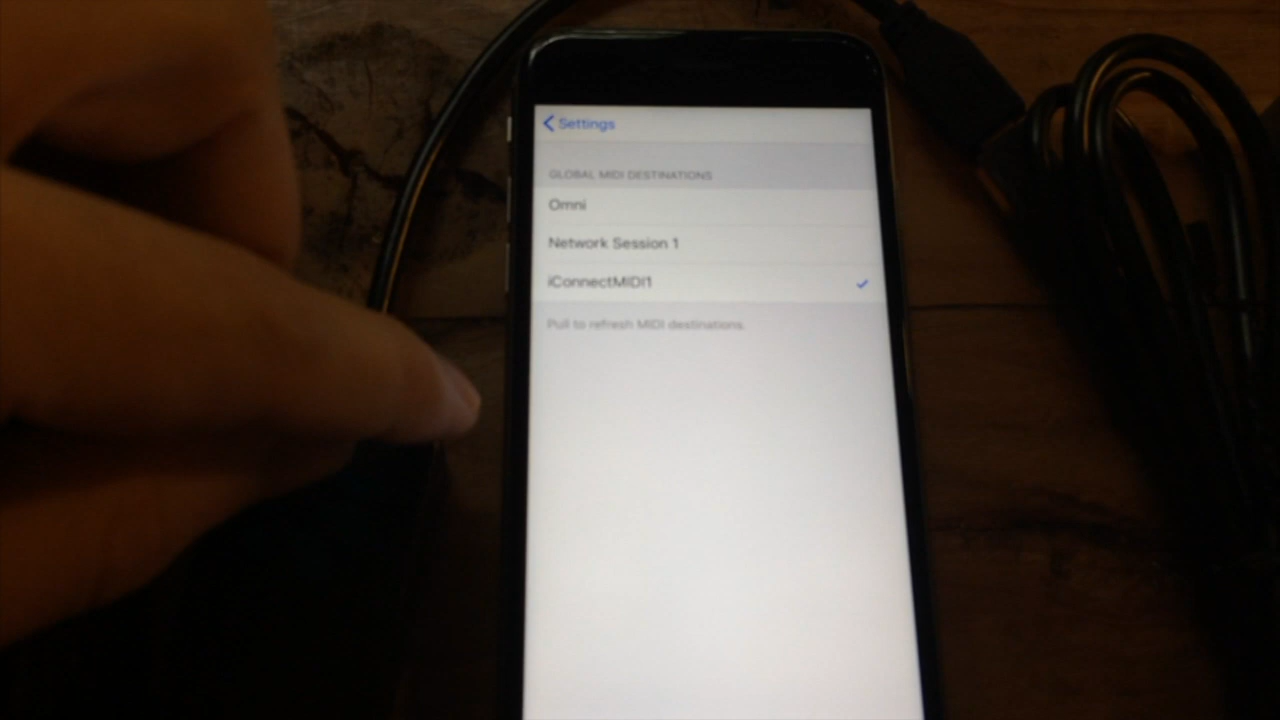 Settings
GLOBAL MIDI DESTINATIONS
Omni
Network Session 1
iConnectMIDI1
Pull to refresh MIDI destinations.